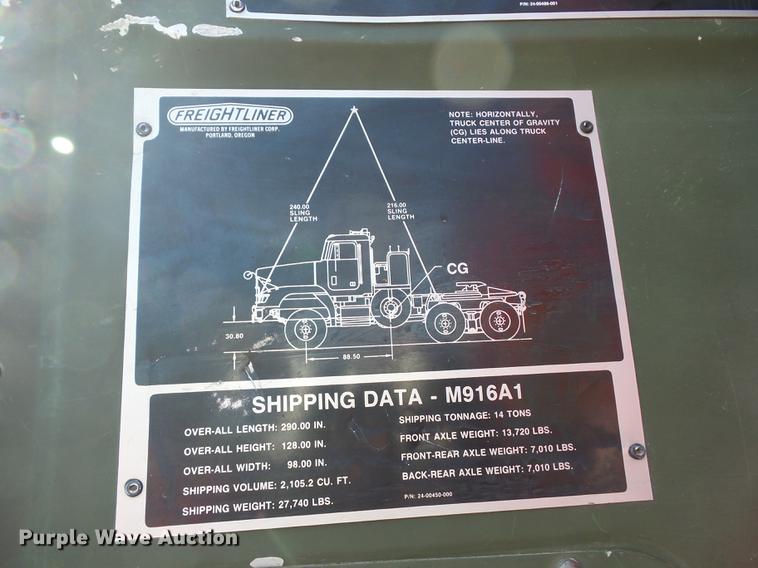 P/N: 24-00486-001
FREIGHTLINER
MANUFACTURED BY FREIGHTLINER CORP.
PORTLAND, OREGON
NOTE: HORIZONTALLY,
TRUCK CENTER OF GRAVITY
(CG) LIES ALONG TRUCK
CENTER-LINE.
240.00
SLING
LENGTH
216.00
SLING
LENGTH
CG
30.80
88.50
SHIPPING DATA - M916A1
OVER-ALL LENGTH: 290.00 IN.
OVER-ALL HEIGHT: 128.00 IN.
OVER-ALL WIDTH: 98.00 IN.
SHIPPING VOLUME: 2,105.2 CU. FT.
SHIPPING WEIGHT: 27,740 LBS.
SHIPPING TONNAGE: 14 TONS
FRONT AXLE WEIGHT: 13,720 LBS.
FRONT-REAR AXLE WEIGHT: 7,010 LBS.
BACK-REAR AXLE WEIGHT: 7,010 LBS.
P/N: 24-00450-000
Purple Wave Auction